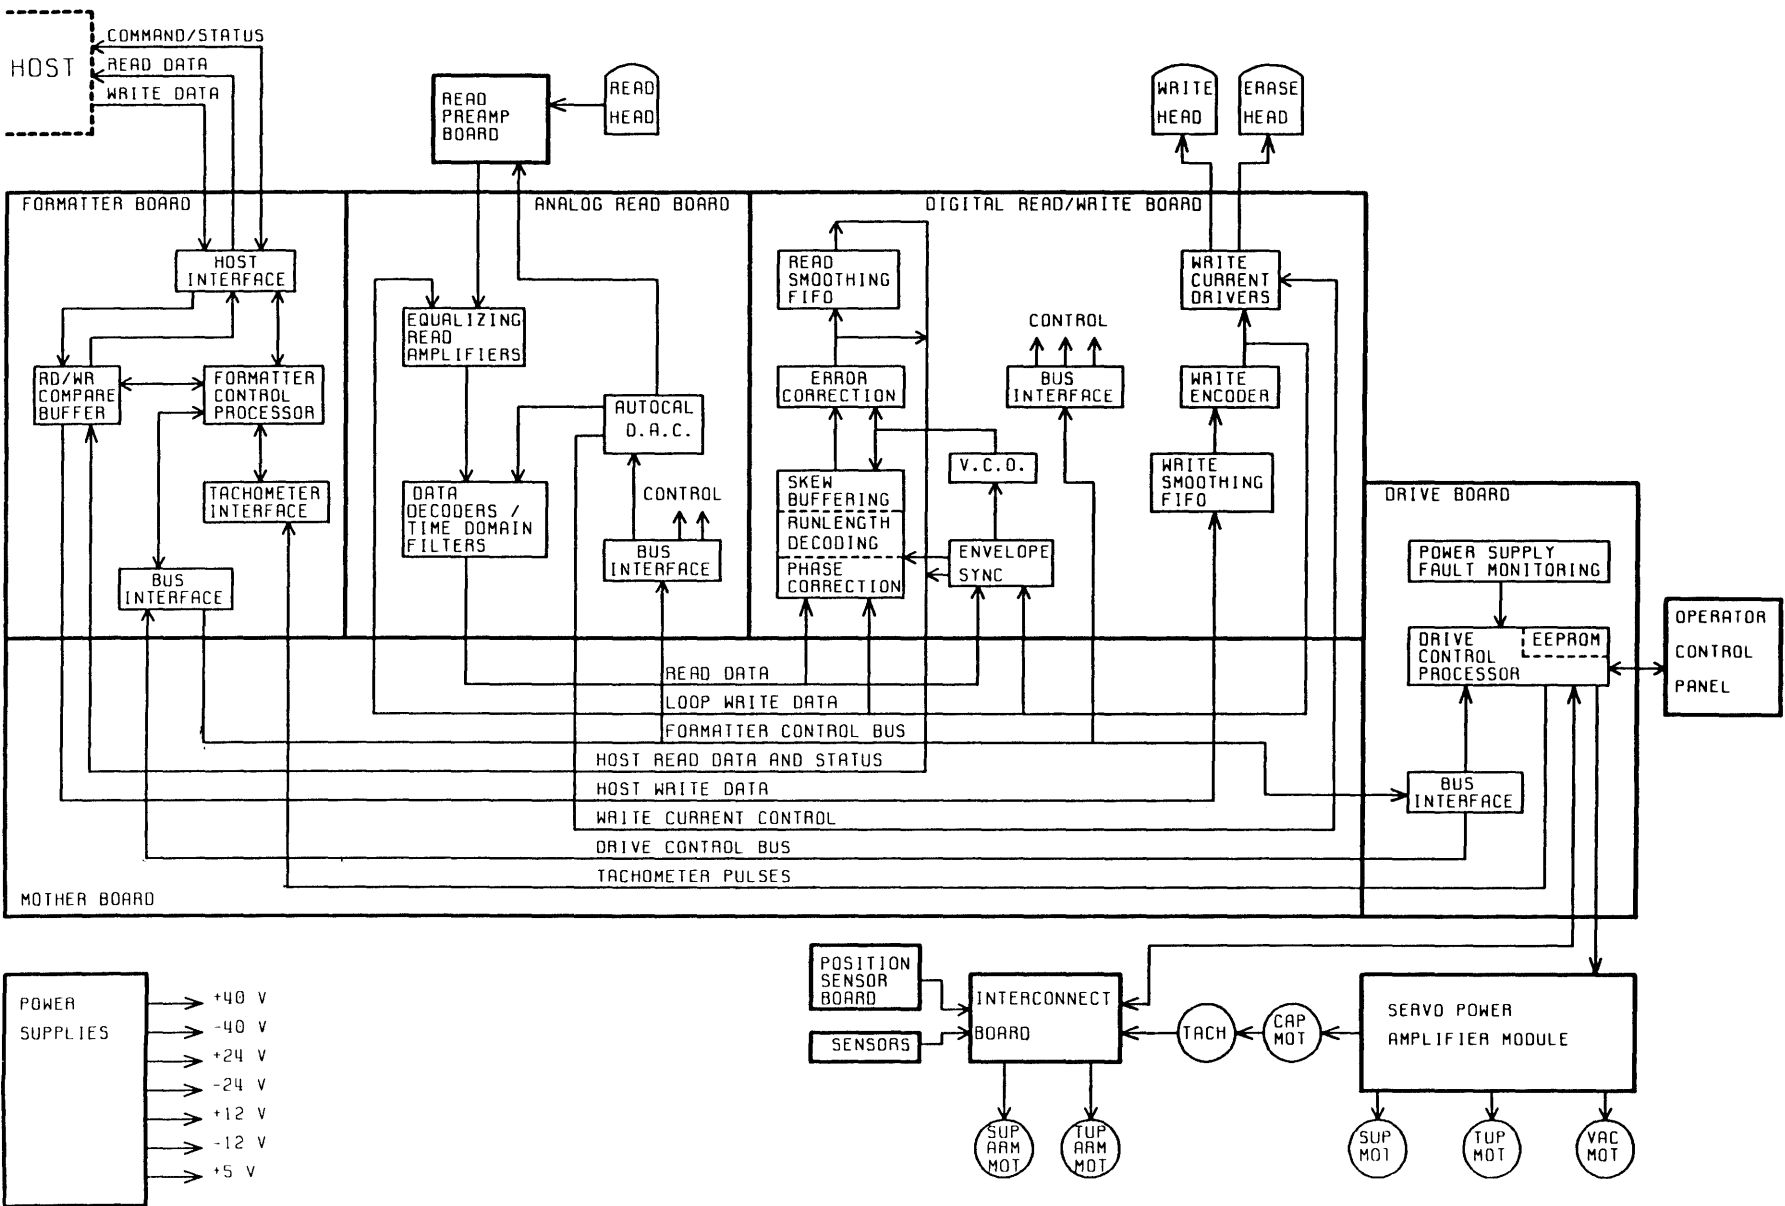 COMMAND/STATUS
HOST
READ DATA
WRITE DATA
READ
PREAMP
BOARD
READ
HEAD
WRITE
HEAD
ERASE
HEAD
FORMATTER BOARD
ANALOG READ BOARD
DIGITAL READ/WRITE BOARD
HOST
INTERFACE
RD/WR
COMPARE
BUFFER
FORMATTER
CONTROL
PROCESSOR
TACHOMETER
INTERFACE
BUS
INTERFACE
EQUALIZING
READ
AMPLIFIERS
AUTOCAL
D.A.C.
DATA
DECODERS /
TIME DOMAIN
FILTERS
CONTROL
BUS
INTERFACE
READ
SMOOTHING
FIFO
ERROR
CORRECTION
SKEW
BUFFERING
RUNLENGTH
DECODING
PHASE
CORRECTION
V.C.O.
ENVELOPE
SYNC
CONTROL
BUS
INTERFACE
WRITE
CURRENT
DRIVERS
WRITE
ENCODER
WRITE
SMOOTHING
FIFO
DRIVE BOARD
POWER SUPPLY
FAULT MONITORING
DRIVE
CONTROL
PROCESSOR
EEPROM
BUS
INTERFACE
OPERATOR
CONTROL
PANEL
READ DATA
LOOP WRITE DATA
FORMATTER CONTROL BUS
HOST READ DATA AND STATUS
HOST WRITE DATA
WRITE CURRENT CONTROL
DRIVE CONTROL BUS
TACHOMETER PULSES
MOTHER BOARD
POWER
SUPPLIES
+40 V
-40 V
+24 V
-24 V
+12 V
-12 V
+5 V
POSITION
SENSOR
BOARD
SENSORS
INTERCONNECT
BOARD
TACH
CAP
MOT
SERVO POWER
AMPLIFIER MODULE
SUP
ARM
MOT
TUP
ARM
MOT
SUP
MOT
TUP
MOT
VAC
MOT